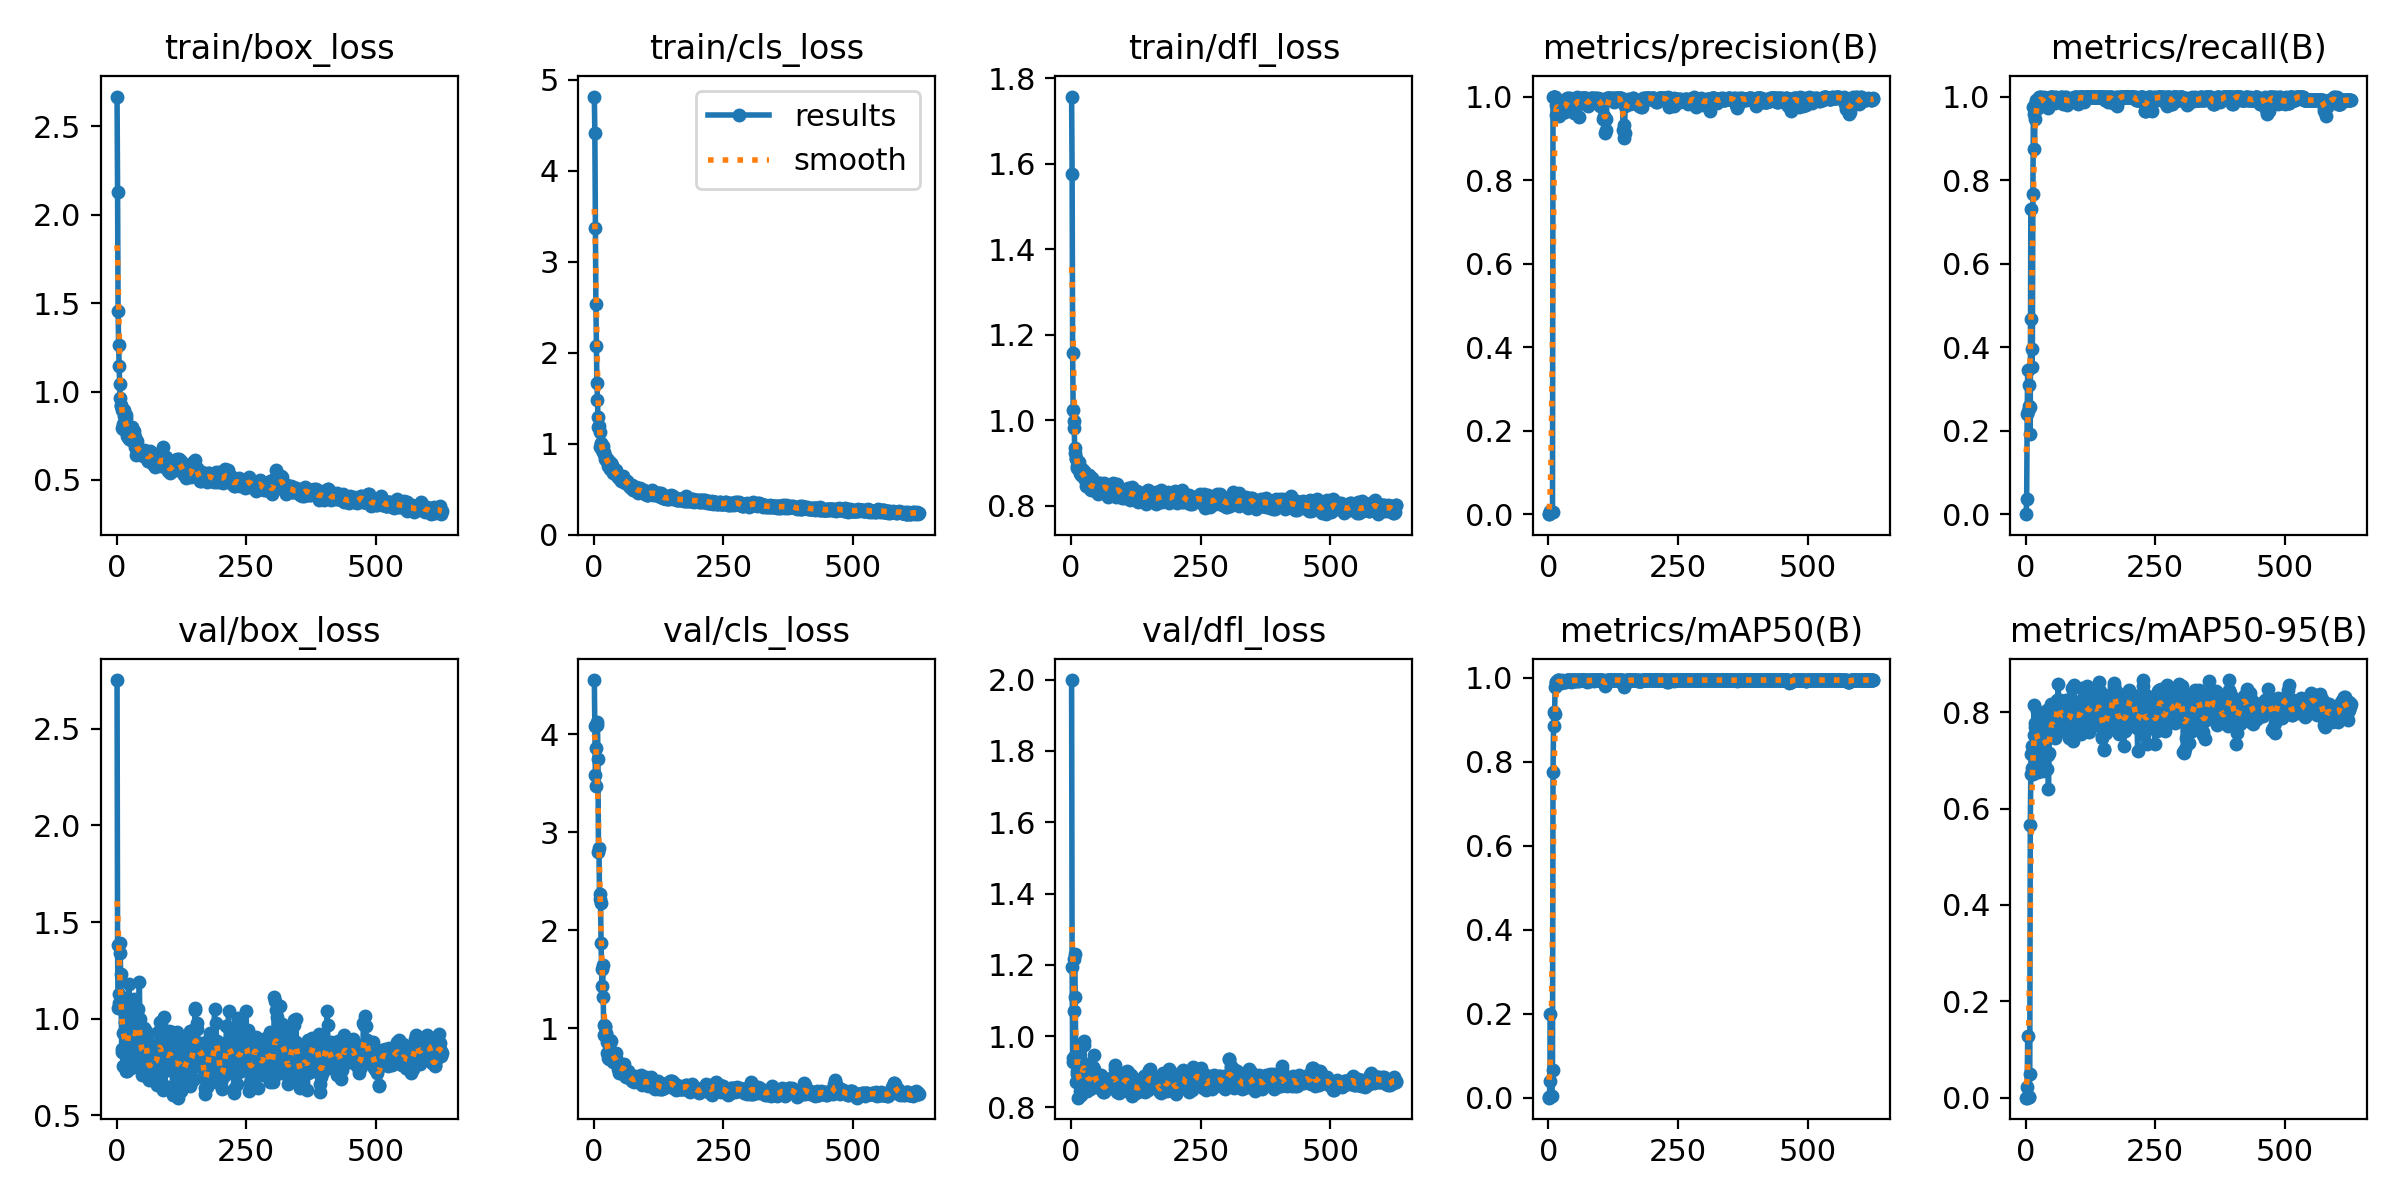 train/box_loss
2.5
2.0
1.5
1.0
0.5
0 250 500
train/cls_loss
5
4
3
2
1
0
results
smooth
0 250 500
train/dfl_loss
1.8
1.6
1.4
1.2
1.0
0.8
0 250 500
metrics/precision(B)
1.0
0.8
0.6
0.4
0.2
0.0
0 250 500
metrics/recall(B)
1.0
0.8
0.6
0.4
0.2
0.0
0 250 500
val/box_loss
2.5
2.0
1.5
1.0
0.5
0 250 500
val/cls_loss
4
3
2
1
0 250 500
val/dfl_loss
2.0
1.8
1.6
1.4
1.2
1.0
0.8
0 250 500
metrics/mAP50(B)
1.0
0.8
0.6
0.4
0.2
0.0
0 250 500
metrics/mAP50-95(B)
0.8
0.6
0.4
0.2
0.0
0 250 500